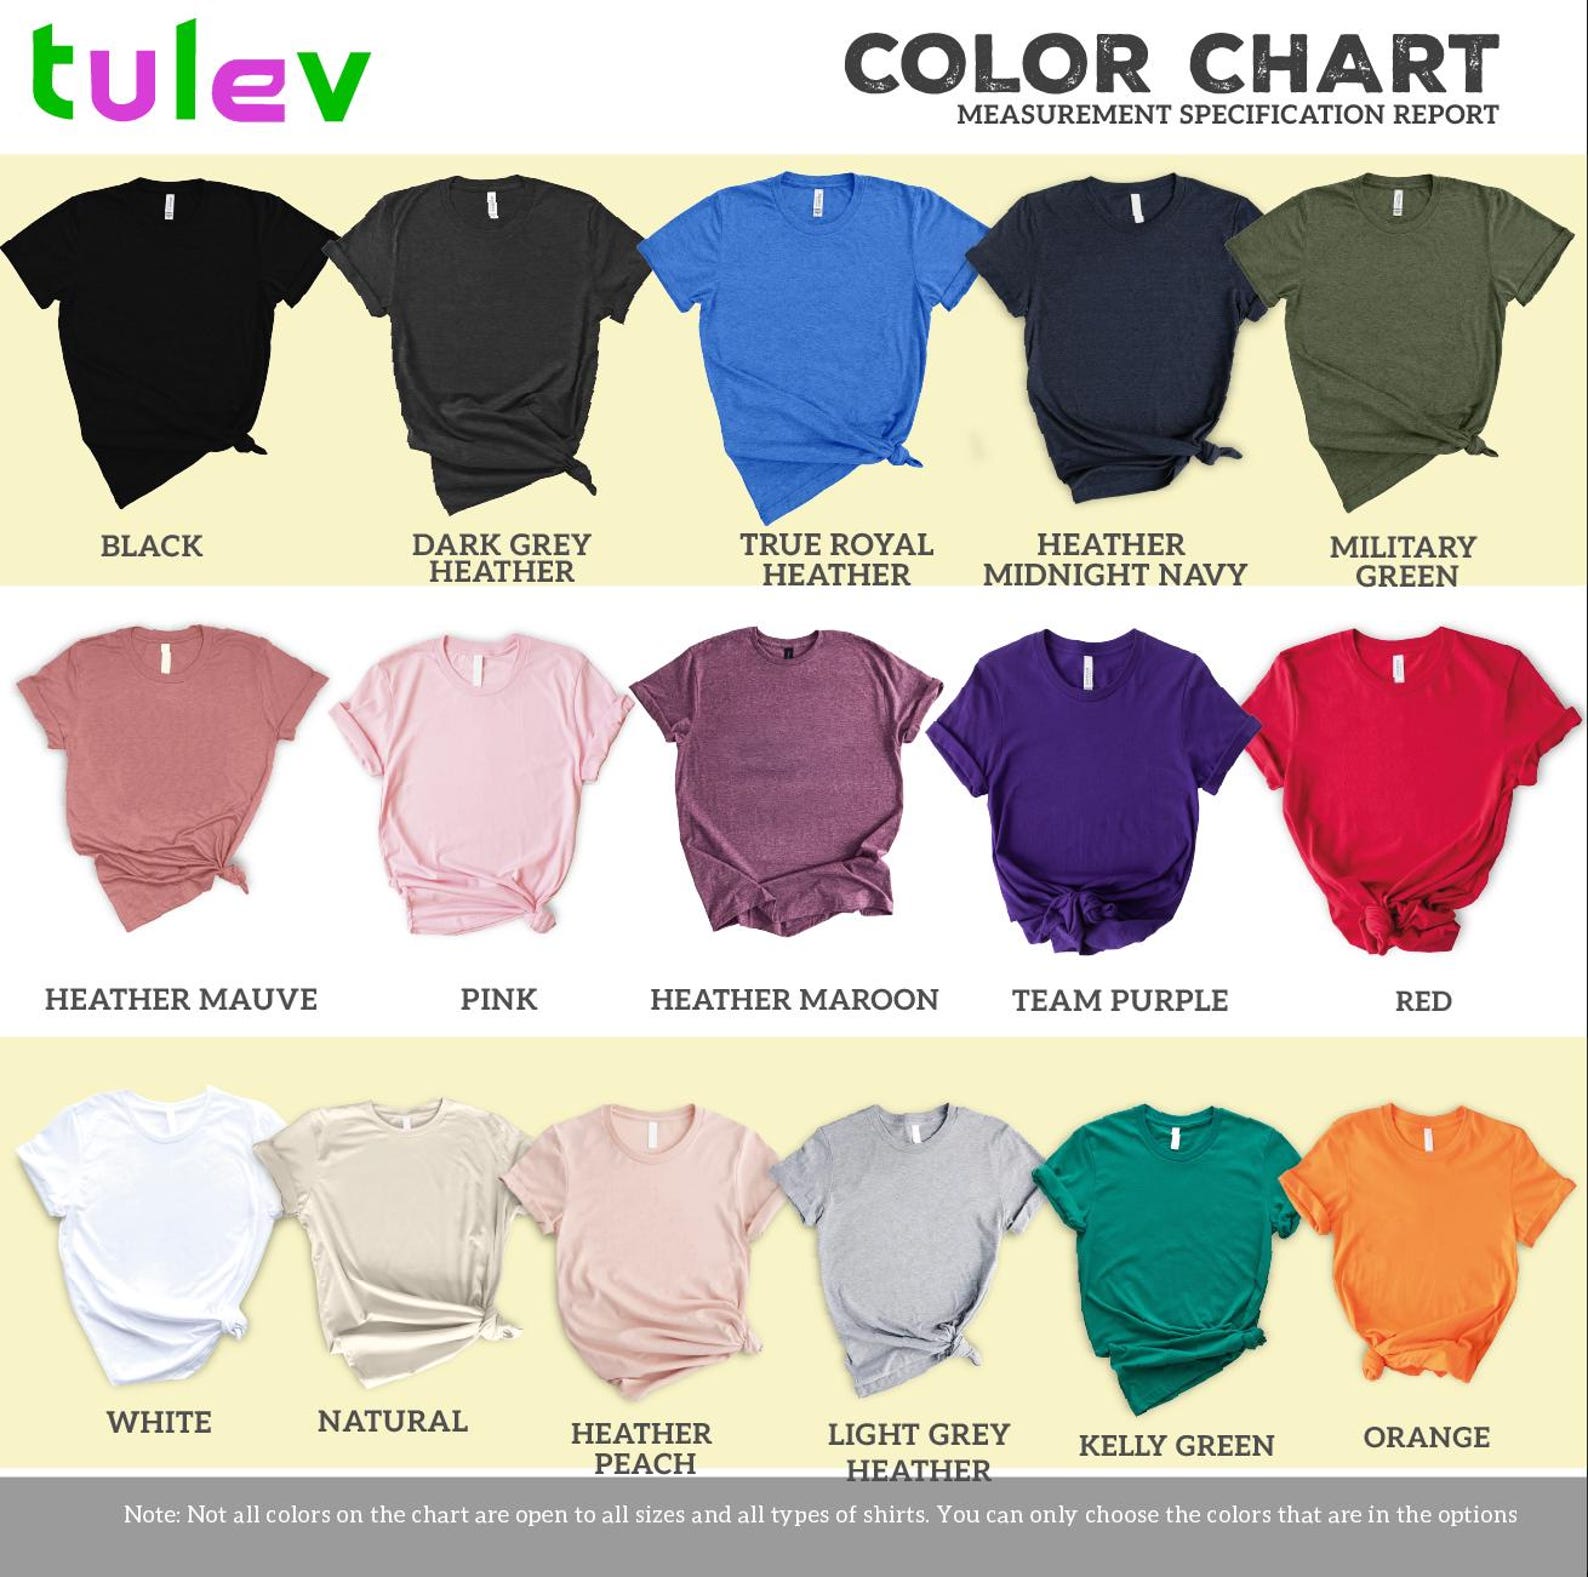 tulev
COLOR CHART
MEASUREMENT SPECIFICATION REPORT
BLACK
DARK GREY
HEATHER
TRUE ROYAL
HEATHER
HEATHER
MIDNIGHT NAVY
MILITARY
GREEN
HEATHER MAUVE
PINK
HEATHER MAROON
TEAM PURPLE
RED
WHITE
NATURAL
HEATHER
PEACH
LIGHT GREY
HEATHER
KELLY GREEN
ORANGE
Note: Not all colors on the chart are open to all sizes and all types of shirts. You can only choose the colors that are in the options